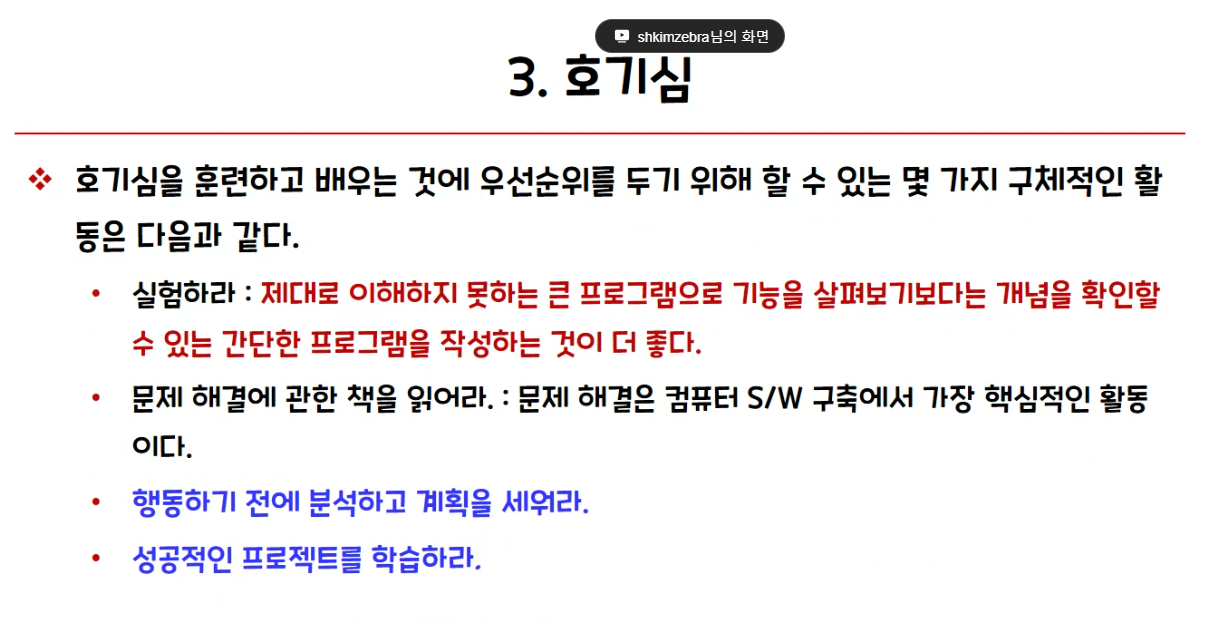 shkimzebra님의 화면
3. 호기심
❖ 호기심을 훈련하고 배우는 것에 우선순위를 두기 위해 할 수 있는 몇 가지 구체적인 활
동은 다음과 같다.
• 실험하라 : 제대로 이해하지 못하는 큰 프로그램으로 기능을 살펴보기보다는 개념을 확인할
수 있는 간단한 프로그램을 작성하는 것이 더 좋다.
• 문제 해결에 관한 책을 읽어라. : 문제 해결은 컴퓨터 S/W 구축에서 가장 핵심적인 활동
이다.
• 행동하기 전에 분석하고 계획을 세워라.
• 성공적인 프로젝트를 학습하라.